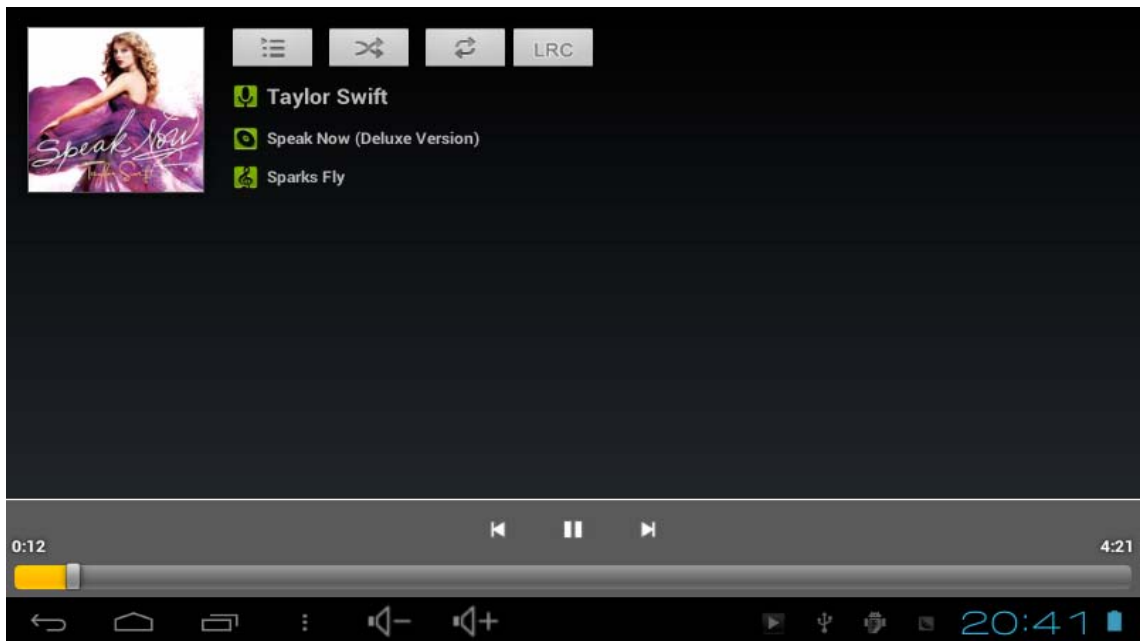 LRC
Taylor Swift
Speak Now (Deluxe Version)
Sparks Fly
Speak Now
Taylor Swift
0:12
4:21
20:41